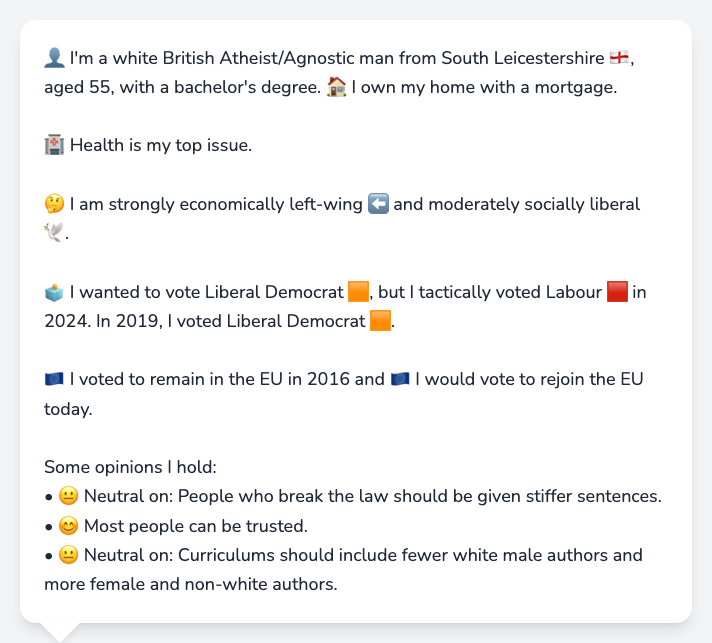 👤 I'm a white British Atheist/Agnostic man from South Leicestershire 🏴󠁧󠁢󠁥󠁮󠁧󠁿,
aged 55, with a bachelor's degree. 🏠 I own my home with a mortgage.
🏥 Health is my top issue.
🤔 I am strongly economically left-wing ⬅️ and moderately socially liberal
🕊️.
🗳️ I wanted to vote Liberal Democrat 🟧, but I tactically voted Labour 🟥 in
2024. In 2019, I voted Liberal Democrat 🟧.
🇪🇺 I voted to remain in the EU in 2016 and 🇪🇺 I would vote to rejoin the EU
today.
Some opinions I hold:
• 😐 Neutral on: People who break the law should be given stiffer sentences.
• 😊 Most people can be trusted.
• 😐 Neutral on: Curriculums should include fewer white male authors and
more female and non-white authors.